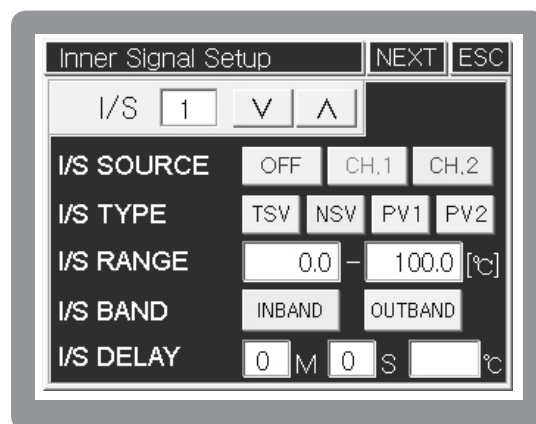 Inner Signal Setup NEXT ESC
I/S 1 V Λ
I/S SOURCE OFF CH.1 CH.2
I/S TYPE TSV NSV PV1 PV2
I/S RANGE 0.0 - 100.0 [℃]
I/S BAND INBAND OUTBAND
I/S DELAY 0 M 0 S ℃